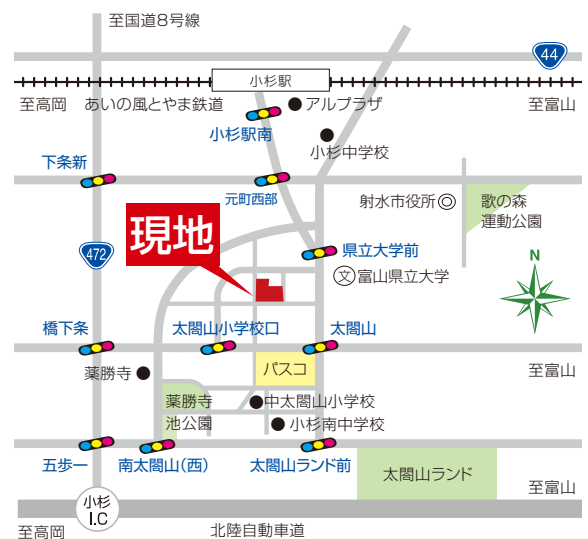 至国道8号線
44
小杉駅
至高岡
あいの風とやま鉄道
アルプラザ
至富山
小杉駅南
小杉中学校
下条新
元町西部
射水市役所
歌の森
運動公園
現地
県立大学前
472
文
富山県立大学
N
橋下条
太閤山小学校口
太閤山
薬勝寺
パスコ
至富山
薬勝寺
池公園
中太閤山小学校
小杉南中学校
五歩一
南太閤山(西)
太閤山ランド前
太閤山ランド
至富山
小杉
I.C
至高岡
北陸自動車道